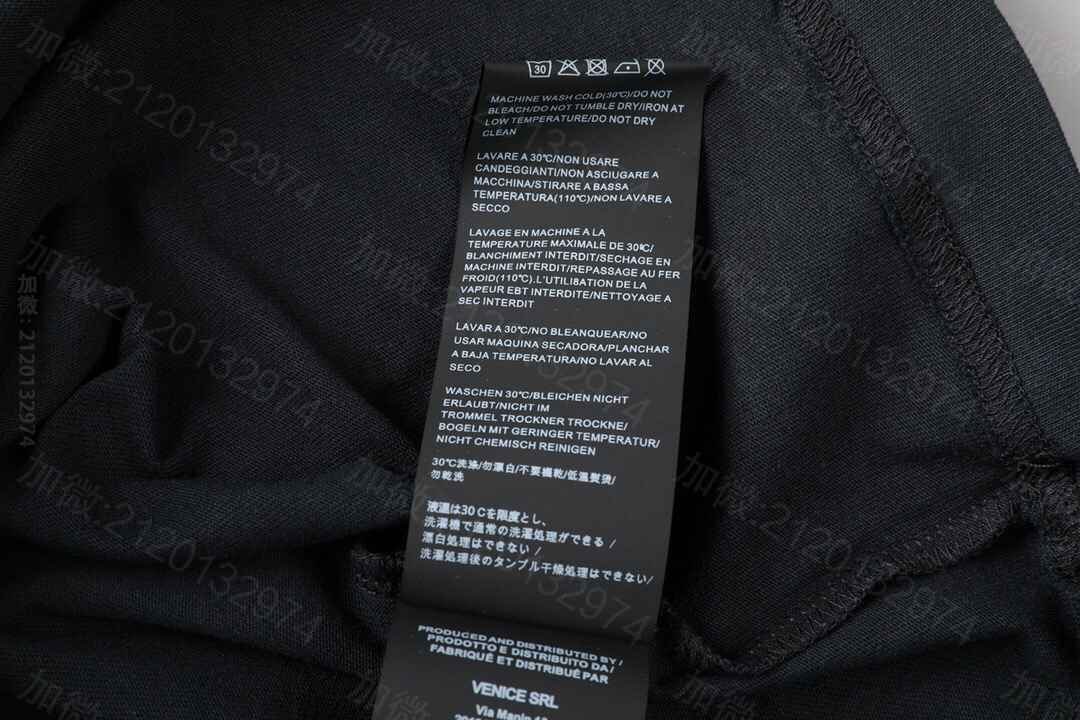 30
MACHINE WASH COLD(30℃)/DO NOT
BLEACH/DO NOT TUMBLE DRY/IRON AT
LOW TEMPERATURE/DO NOT DRY
CLEAN
LAVARE A 30℃/NON USARE
CANDEGGIANTI/NON ASCIUGARE A
MACCHINA/STIRARE A BASSA
TEMPERATURA(110℃)/NON LAVARE A
SECCO
LAVAGE EN MACHINE A LA
TEMPERATURE MAXIMALE DE 30℃/
BLANCHIMENT INTERDIT/SECHAGE EN
MACHINE INTERDIT/REPASSAGE AU FER
FROID(110℃).L'UTILI8ATION DE LA
VAPEUR EBT INTERDITE/NETTOYAGE A
SEC INTERDIT
LAVAR A 30℃/NO BLEANQUEAR/NO
USAR MAQUINA SECADORA/PLANCHAR
A BAJA TEMPERATURA/NO LAVAR AL
SECO
WASCHEN 30℃/BLEICHEN NICHT
ERLAUBT/NICHT IM
TROMMEL TROCKNER TROCKNE/
BOGELN MIT GERINGER TEMPERATUR/
NICHT CHEMISCH REINIGEN
30℃洗涤/勿漂白/不要攤乾/低溫熨燙/
勿乾洗
液温は30 Cを限度とし、
洗濯機で通常の洗濯処理ができる /
漂白処理はできない /
洗濯処理後のタンブル干燥処理はできない/
PRODUCED AND DISTRIBUTED BY /
PRODOTTO E DISTRIBUITO DA/
FABRIQUÉ ET DISTRIBUÉ PAR
VENICE SRL
Via Manin
加微:2120132974